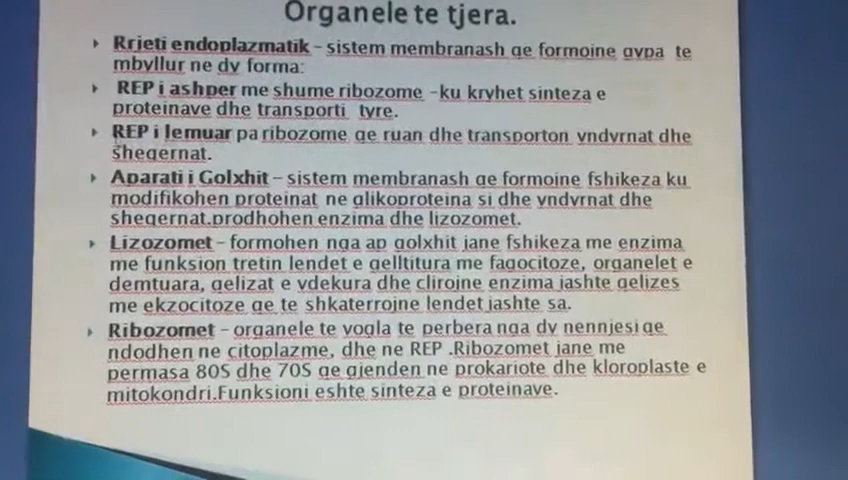 Organele te tjera.
Rrjeti endoplazmatik – sistem membranash qe formojne gypa te
mbyllur ne dy forma:
REP i ashper me shume ribozome –ku kryhet sinteza e
proteinave dhe transporti tyre.
REP i lemuar pa ribozome qe ruan dhe transporton yndyrnat dhe
sheqernat.
Aparati i Golxhit – sistem membranash qe formojne fshikeza ku
modifikohen proteinat ne glikoproteina si dhe yndyrnat dhe
sheqernat.prodhohen enzima dhe lizozomet.
Lizozomet – formohen nga ap golxhit jane fshikeza me enzima
me funksion tretin lendet e gelltitura me fagocitoze, organelet e
demtuara, qelizat e vdekura dhe clirojne enzima jashte qelizes
me ekzocitoze qe te shkaterrojne lendet jashte saj.
Ribozomet – organele te vogla te perbera nga dy nennjesi qe
ndodhen ne citoplazme, dhe ne REP .Ribozomet jane me
permasa 80S dhe 70S qe gjenden ne prokariote dhe kloroplaste e
mitokondri.Funksioni eshte sinteza e proteinave.